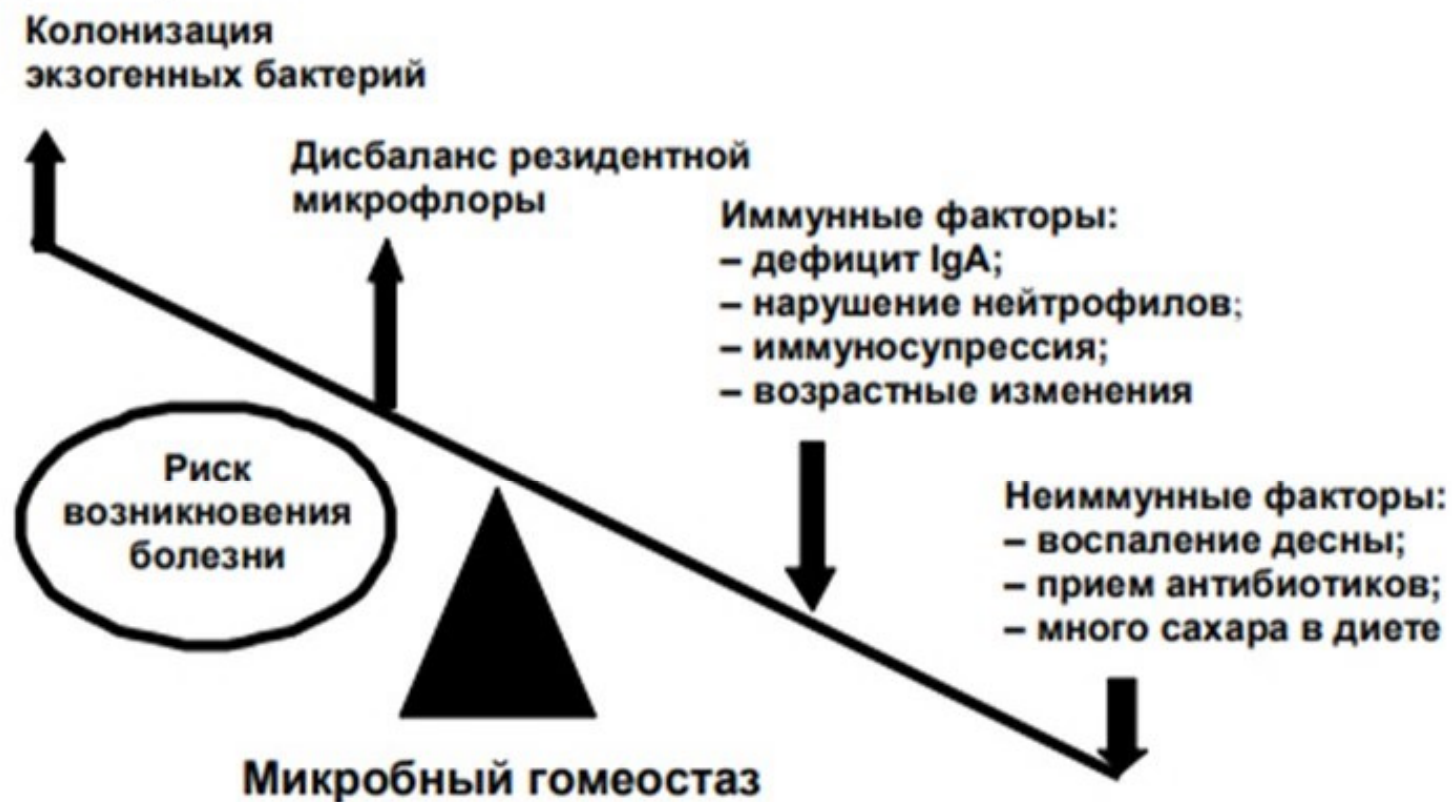 Колонизация
экзогенных бактерий
Дисбаланс резидентной
микрофлоры
Иммунные факторы:
– дефицит IgA;
– нарушение нейтрофилов;
– иммуносупрессия;
– возрастные изменения
Риск
возникновения
болезни
Неиммунные факторы:
– воспаление десны;
– прием антибиотиков;
– много сахара в диете
Микробный гомеостаз